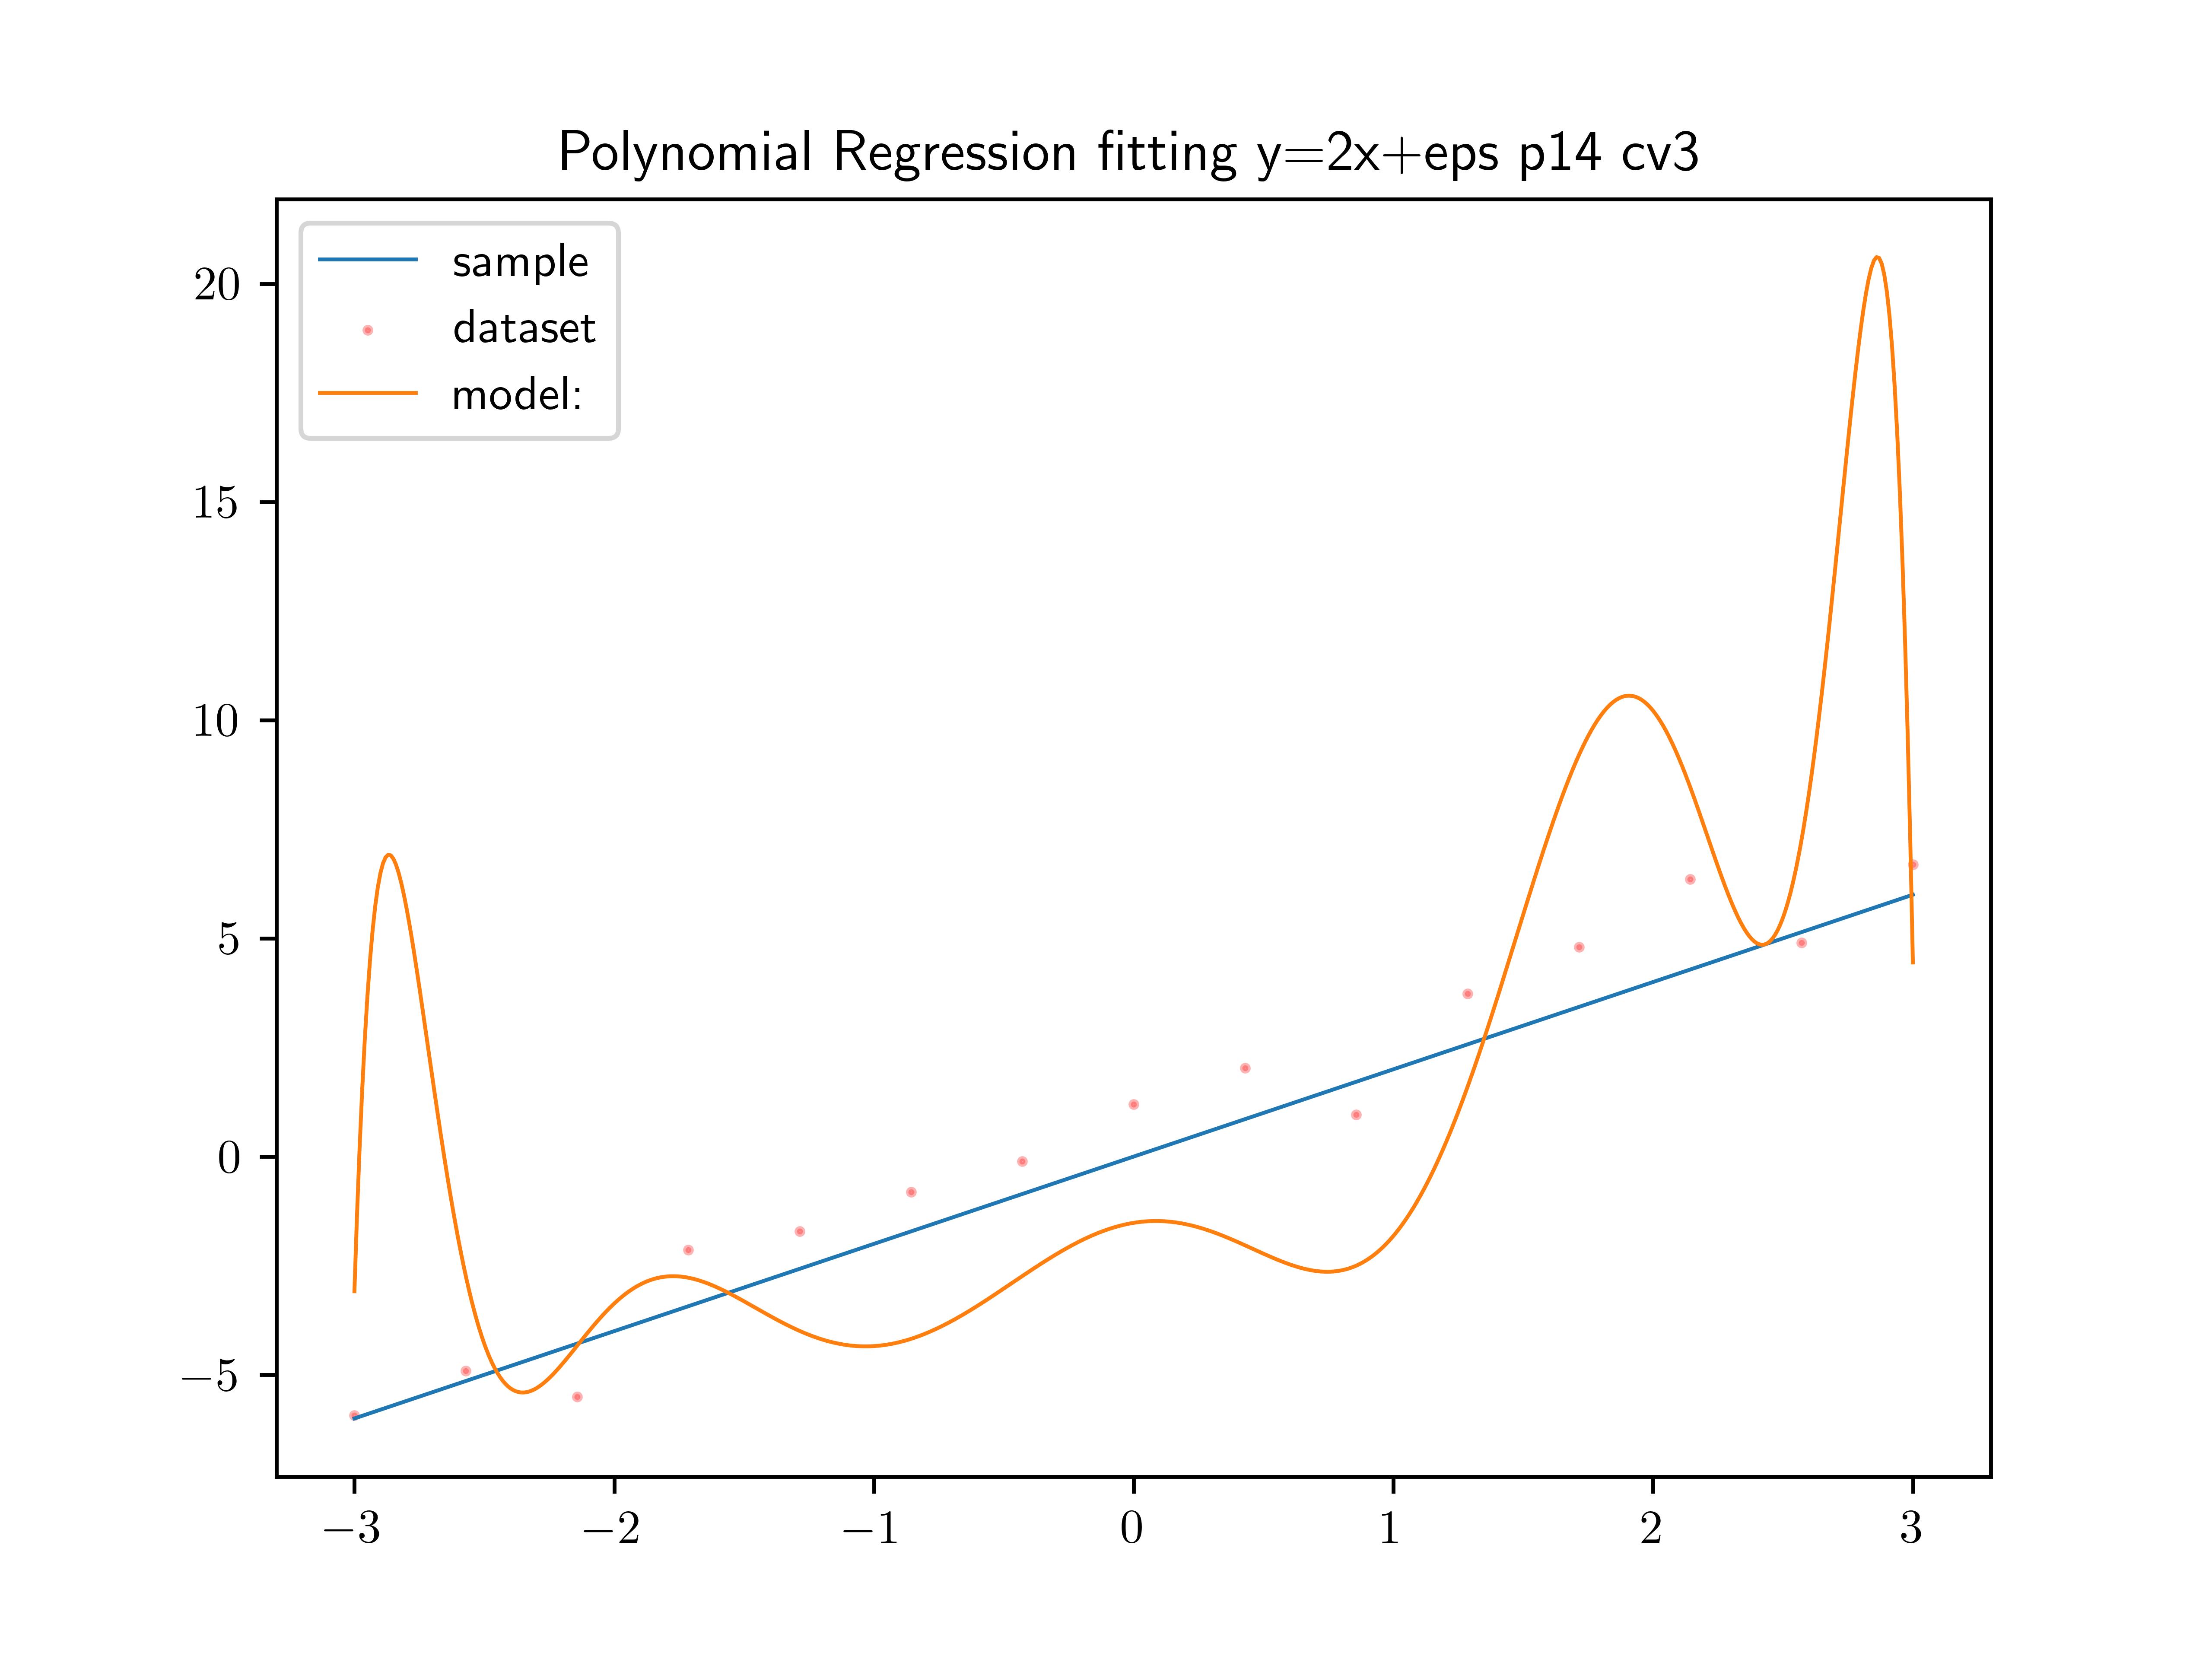 Polynomial Regression fitting y=2x+eps p14 cv3
sample
dataset
model:
20
15
10
5
0
−5
−3 −2 −1 0 1 2 3